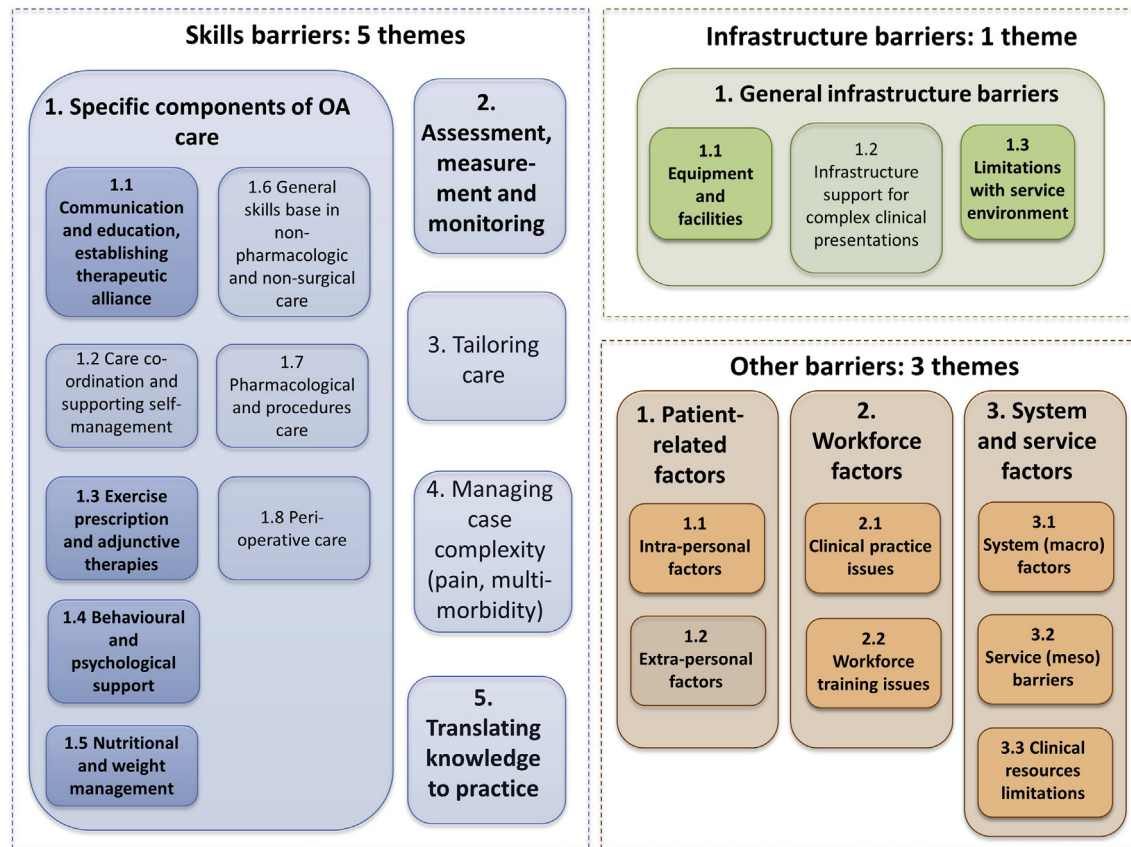 Skills barriers: 5 themes
1. Specific components of OA
care
1.1
Communication
and education,
establishing
therapeutic
alliance
1.6 General
skills base in
non-
pharmacologic
and non-surgical
care
1.2 Care co-
ordination and
supporting self-
management
1.7
Pharmacological
and procedures
care
1.3 Exercise
prescription
and adjunctive
therapies
1.8 Peri-
operative care
1.4 Behavioural
and
psychological
support
1.5 Nutritional
and weight
management
2.
Assessment,
measure-
ment and
monitoring
3. Tailoring
care
4. Managing
case
complexity
(pain, multi-
morbidity)
5.
Translating
knowledge
to practice
Infrastructure barriers: 1 theme
1. General infrastructure barriers
1.1
Equipment
and
facilities
1.2
Infrastructure
support for
complex clinical
presentations
1.3
Limitations
with service
environment
Other barriers: 3 themes
1. Patient-
related
factors
1.1
Intra-personal
factors
1.2
Extra-personal
factors
2.
Workforce
factors
2.1
Clinical practice
issues
2.2
Workforce
training issues
3. System
and service
factors
3.1
System (macro)
factors
3.2
Service (meso)
barriers
3.3 Clinical
resources
limitations